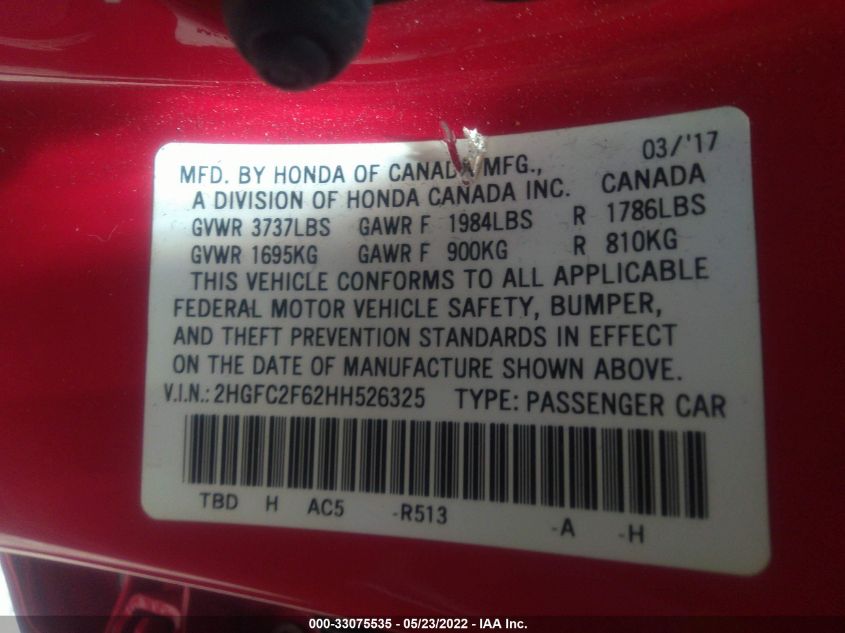 03/'17
MFD. BY HONDA OF CANADA MFG.,
A DIVISION OF HONDA CANADA INC. CANADA
GVWR 3737LBS GAWR F 1984LBS R 1786LBS
GVWR 1695KG GAWR F 900KG R 810KG
THIS VEHICLE CONFORMS TO ALL APPLICABLE
FEDERAL MOTOR VEHICLE SAFETY, BUMPER,
AND THEFT PREVENTION STANDARDS IN EFFECT
ON THE DATE OF MANUFACTURE SHOWN ABOVE.
V.I.N.: 2HGFC2F62HH526325 TYPE: PASSENGER CAR
TBD H AC5 -R513 -A -H
000-33075535 - 05/23/2022 - IAA Inc.